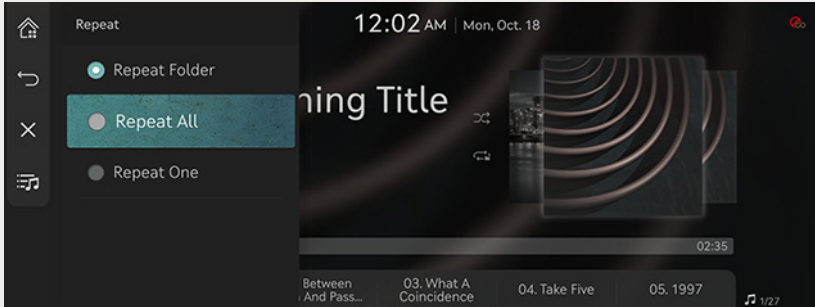 Repeat
12:02 AM | Mon, Oct. 18
Repeat Folder
Repeat All
Repeat One
ning Title
02:35
Between
And Pass...
03. What A
Coincidence
04. Take Five
05. 1997
1/27